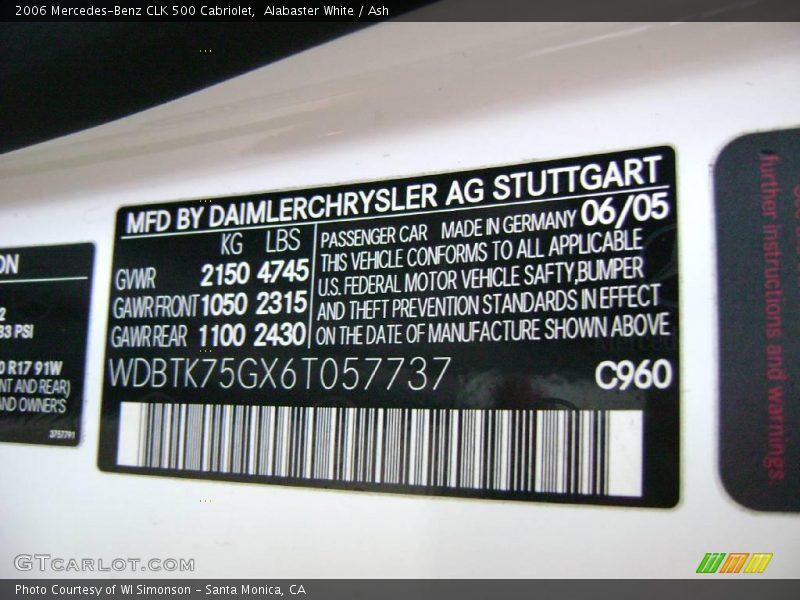 2006 Mercedes-Benz CLK 500 Cabriolet, Alabaster White / Ash
MFD BY DAIMLERCHRYSLER AG STUTTGART
KG LBS
GVWR 2150 4745
GAWR FRONT 1050 2315
GAWR REAR 1100 2430
PASSENGER CAR MADE IN GERMANY 06/05
THIS VEHICLE CONFORMS TO ALL APPLICABLE
U.S. FEDERAL MOTOR VEHICLE SAFTY,BUMPER
AND THEFT PREVENTION STANDARDS IN EFFECT
ON THE DATE OF MANUFACTURE SHOWN ABOVE
WDBTK75GX6T057737 C960
ON
2
33 PSI
0 R17 91W
NT AND REAR)
AND OWNER'S
3757791
further instructions and warnings.
GTCARLOT.COM
Photo Courtesy of WI Simonson - Santa Monica, CA